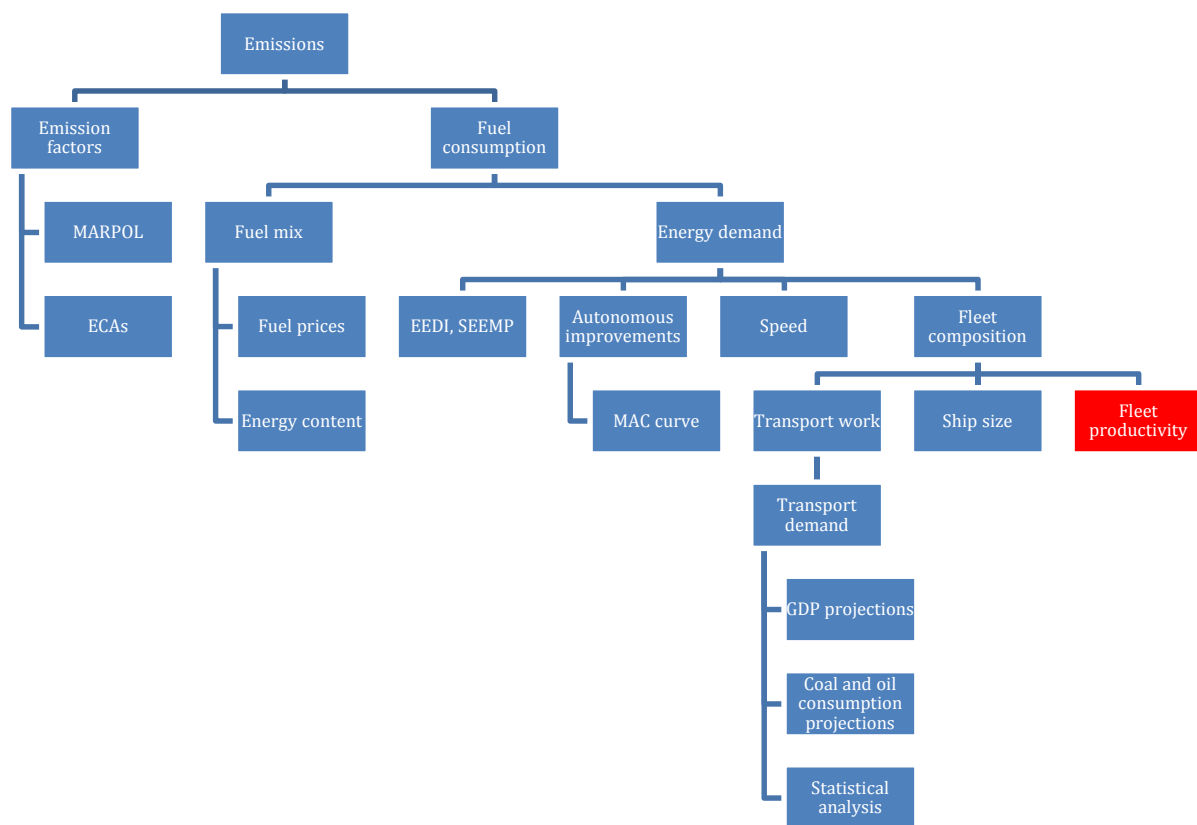 Emissions
Emission
factors
Fuel
consumption
MARPOL
Fuel mix
Energy demand
ECAs
Fuel prices
EEDI, SEEMP
Autonomous
improvements
Speed
Fleet
composition
Energy content
MAC curve
Transport work
Ship size
Fleet
productivity
Transport
demand
GDP projections
Coal and oil
consumption
projections
Statistical
analysis